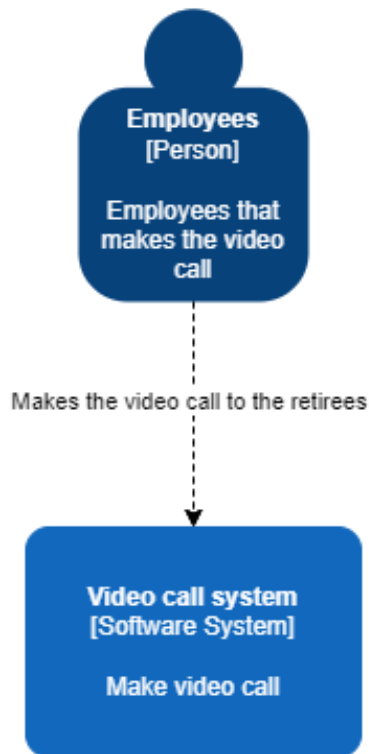 Employees
[Person]
Employees that
makes the video
call
Makes the video call to the retirees
Video call system
[Software System]
Make video call